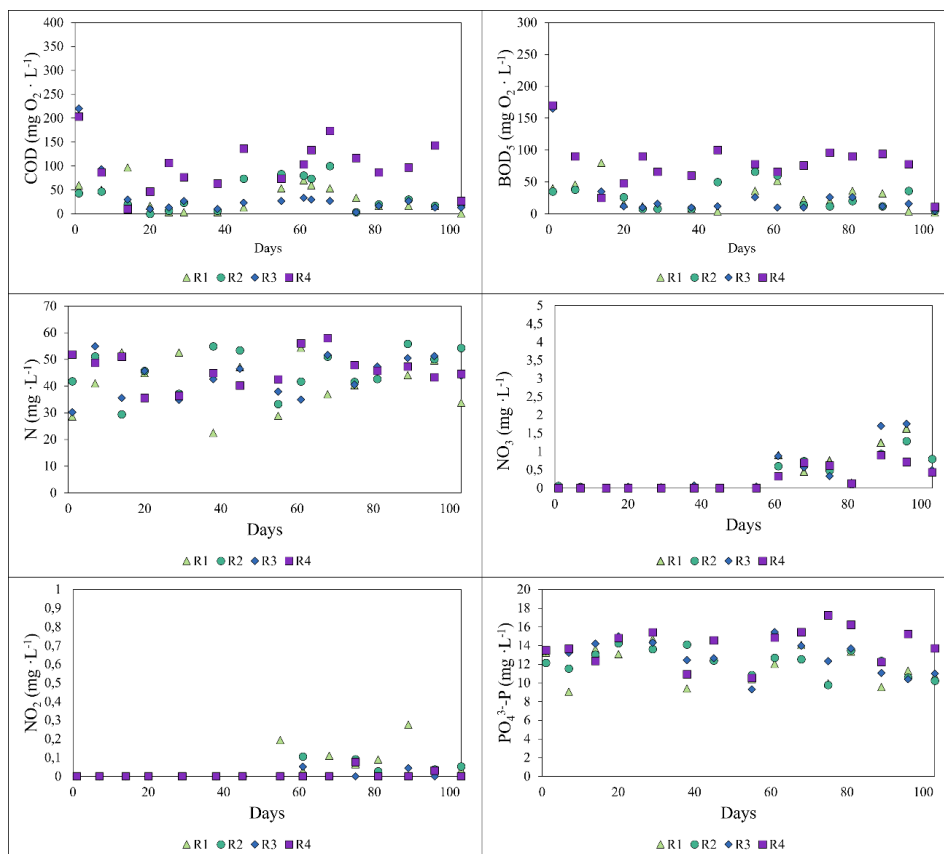 COD (mg O₂ · L⁻¹)
400
350
300
250
200
150
100
50
0
0 20 40 60 80 100
Days
R1 R2 R3 R4
BOD₅ (mg O₂ · L⁻¹)
300
250
200
150
100
50
0
0 20 40 60 80 100
Days
R1 R2 R3 R4
N (mg ·L⁻¹)
70
60
50
40
30
20
10
0
0 20 40 60 80 100
Days
R1 R2 R3 R4
NO₃ (mg ·L⁻¹)
5
4,5
4
3,5
3
2,5
2
1,5
1
0,5
0
0 20 40 60 80 100
Days
R1 R2 R3 R4
NO₂ (mg ·L⁻¹)
1
0,9
0,8
0,7
0,6
0,5
0,4
0,3
0,2
0,1
0
0 20 40 60 80 100
Days
R1 R2 R3 R4
PO₄³⁻-P (mg ·L⁻¹)
20
18
16
14
12
10
8
6
4
2
0
0 20 40 60 80 100
Days
R1 R2 R3 R4